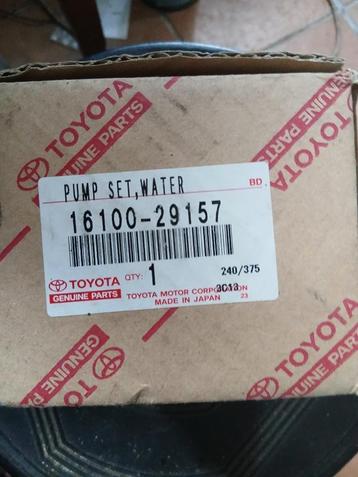 TOYOTA
GENUINE PARTS
TOYOTA
GENUINE PARTS
PUMP SET,WATER
BD
16100-29157
TOYOTA
GENUINE PARTS
QTY:
1
240/375
TOYOTA MOTOR CORPORATION
3C13
MADE IN JAPAN
23
TOYOTA
GENUINE PARTS
TOYOTA
GENUINE PARTS